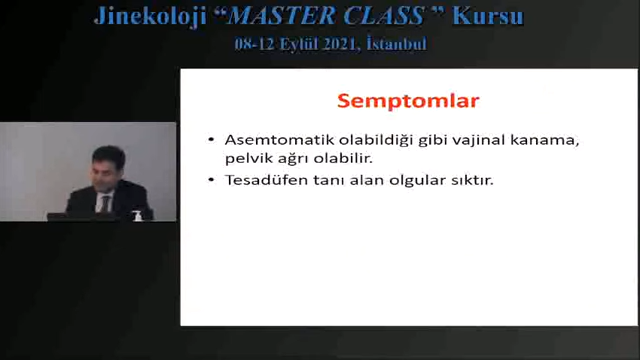 Jinekoloji “MASTER CLASS ” Kursu
08-12 Eylül 2021, İstanbul
Semptomlar
• Asemtomatik olabildiği gibi vajinal kanama,
pelvik ağrı olabilir.
• Tesadüfen tanı alan olgular sıktır.